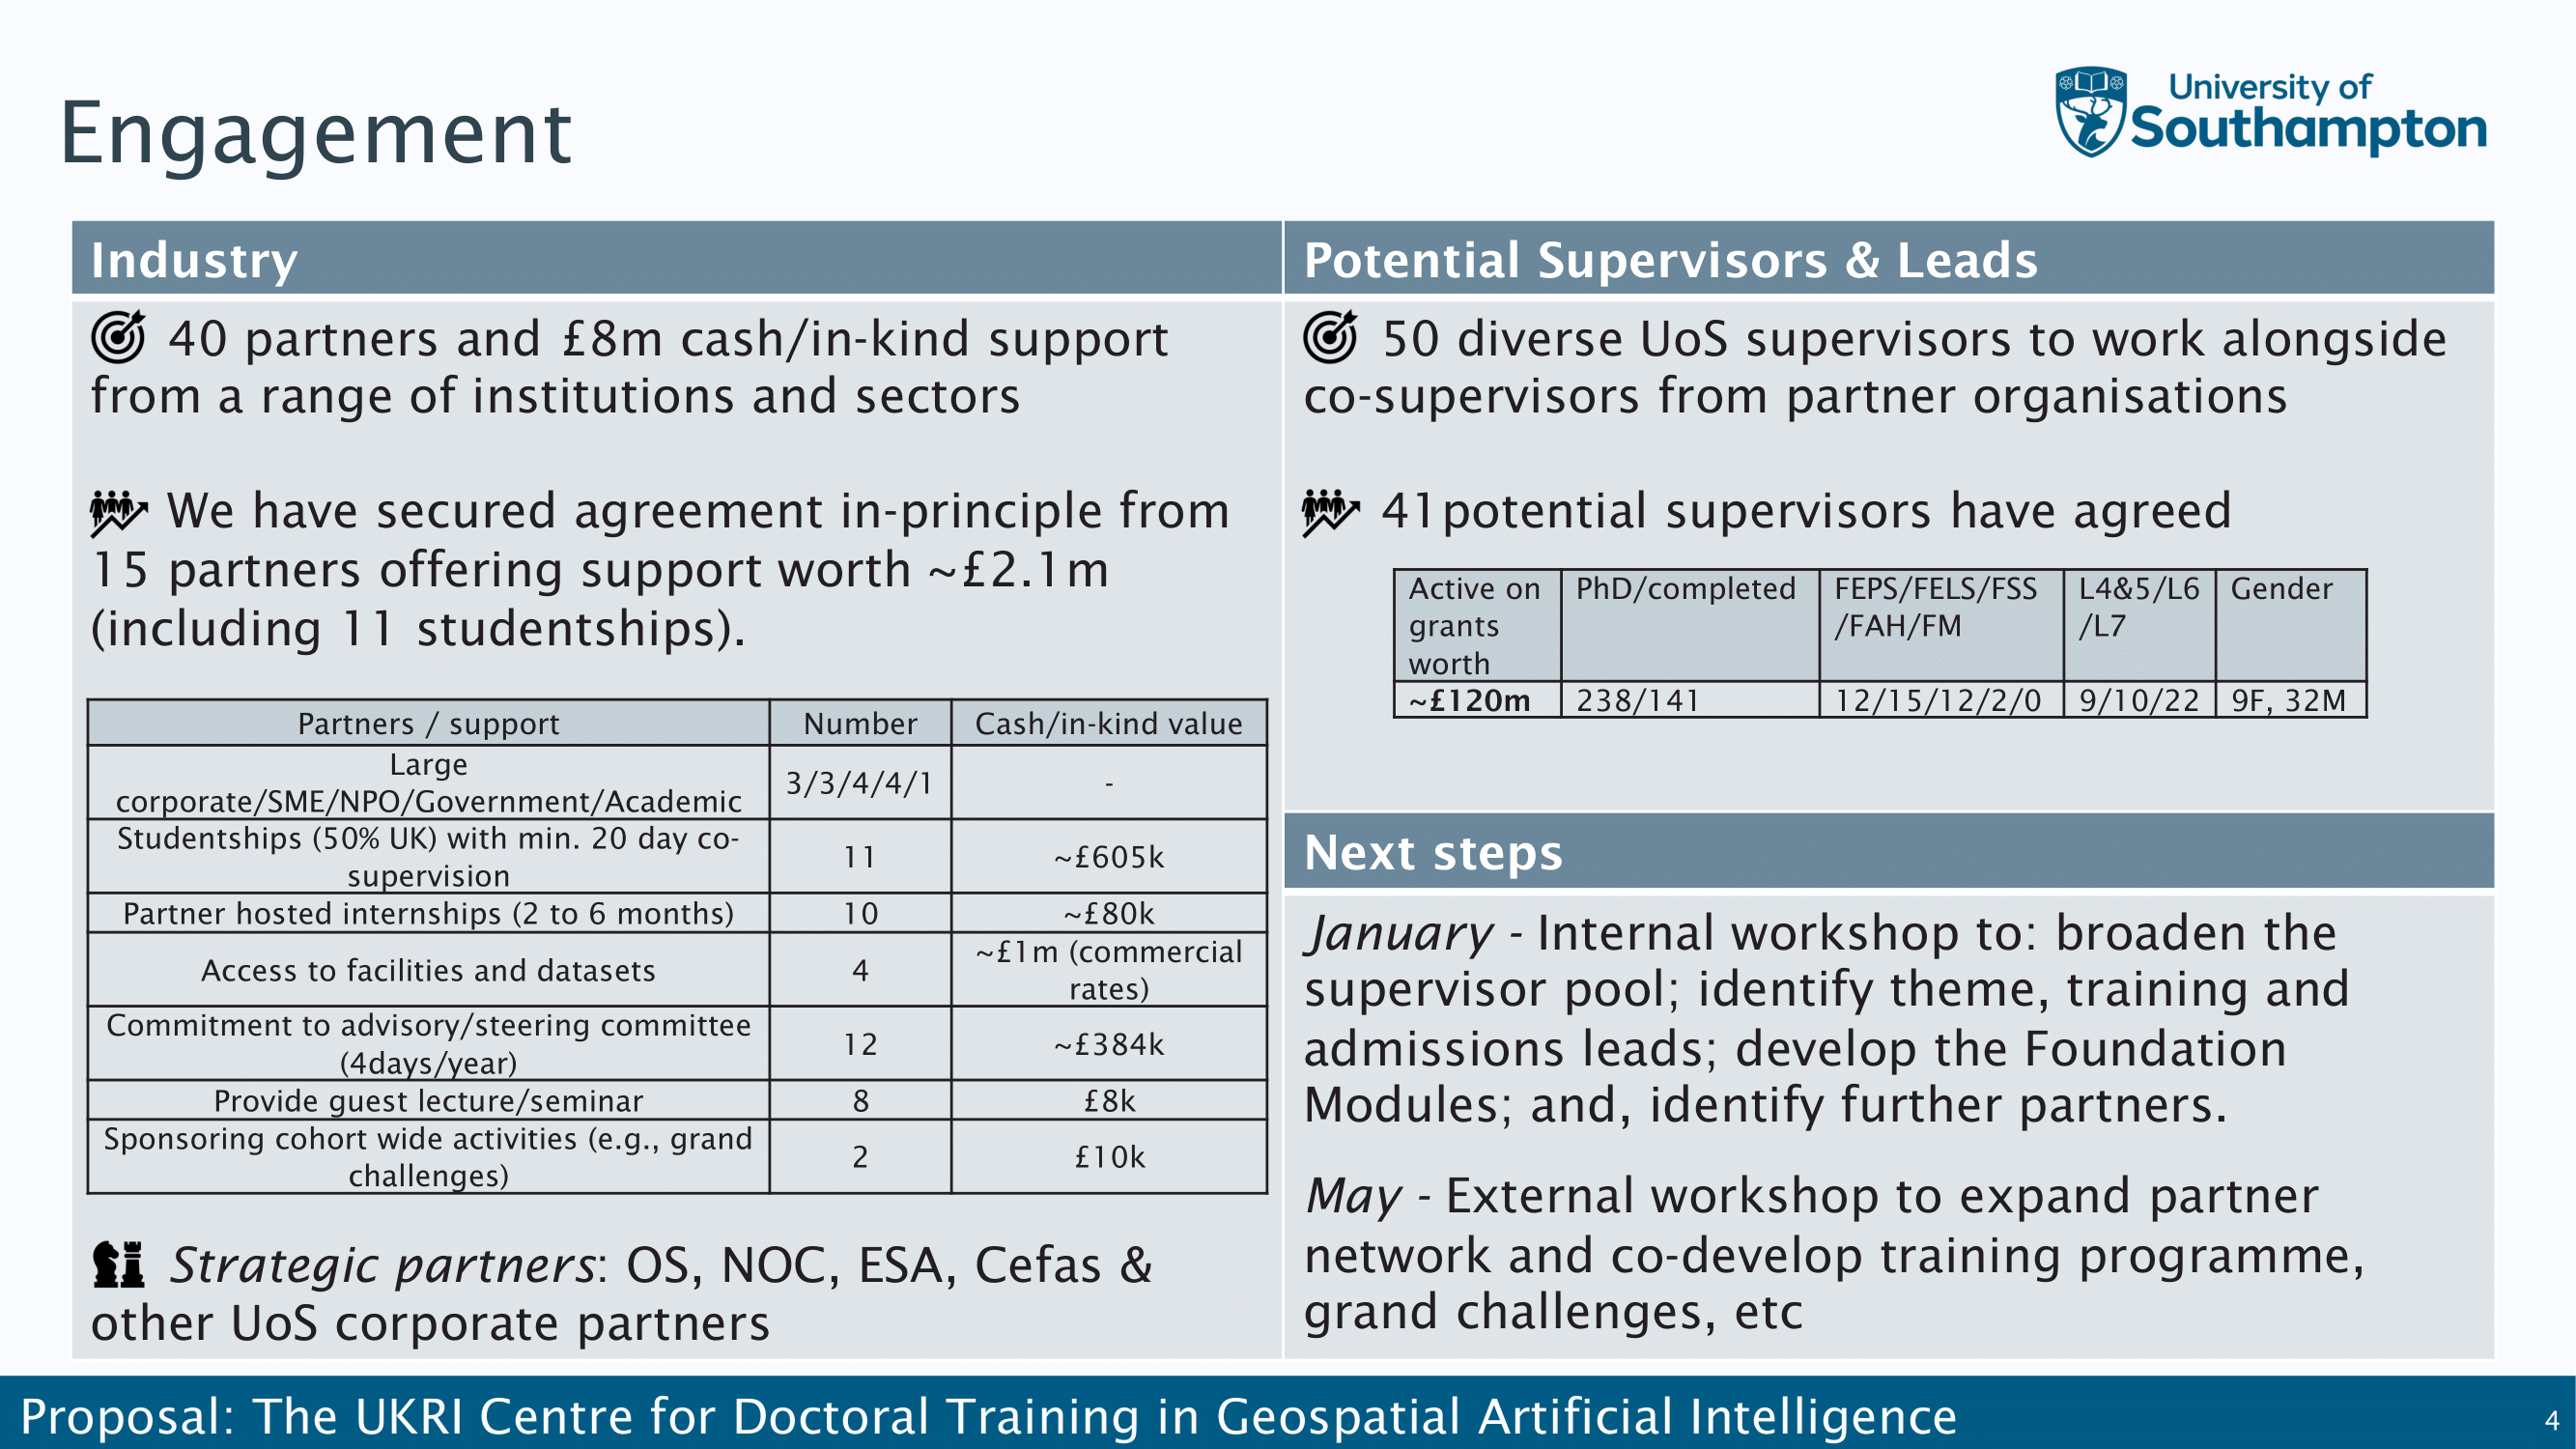 Engagement
University of
Southampton
Industry
40 partners and £8m cash/in-kind support
from a range of institutions and sectors
We have secured agreement in-principle from
15 partners offering support worth ~£2.1m
(including 11 studentships).
Partners / support Number Cash/in-kind value
Large
corporate/SME/NPO/Government/Academic 3/3/4/4/1 -
Studentships (50% UK) with min. 20 day co-
supervision 11 ~£605k
Partner hosted internships (2 to 6 months) 10 ~£80k
Access to facilities and datasets 4 ~£1m (commercial
rates)
Commitment to advisory/steering committee
(4days/year) 12 ~£384k
Provide guest lecture/seminar 8 £8k
Sponsoring cohort wide activities (e.g., grand
challenges) 2 £10k
Strategic partners: OS, NOC, ESA, Cefas &
other UoS corporate partners
Potential Supervisors & Leads
50 diverse UoS supervisors to work alongside
co-supervisors from partner organisations
41potential supervisors have agreed
Active on PhD/completed FEPS/FELS/FSS L4&5/L6 Gender
grants /FAH/FM /L7
worth
~£120m 238/141 12/15/12/2/0 9/10/22 9F, 32M
Next steps
January - Internal workshop to: broaden the
supervisor pool; identify theme, training and
admissions leads; develop the Foundation
Modules; and, identify further partners.
May - External workshop to expand partner
network and co-develop training programme,
grand challenges, etc
Proposal: The UKRI Centre for Doctoral Training in Geospatial Artificial Intelligence
4